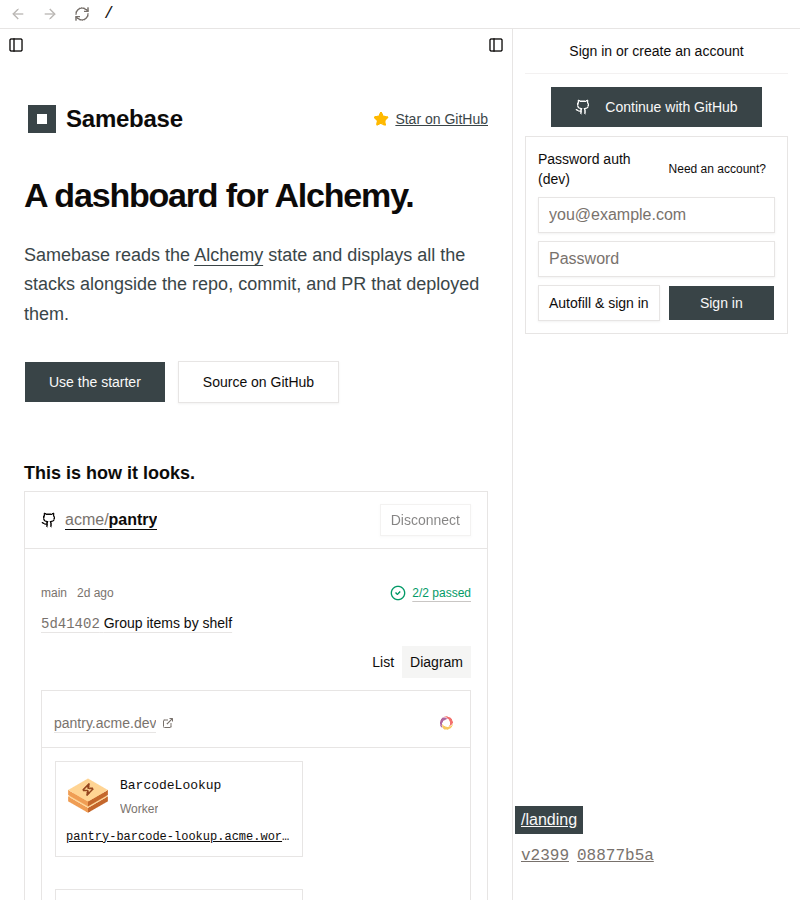 /
Samebase
Star on GitHub
A dashboard for Alchemy.
Samebase reads the Alchemy state and displays all the
stacks alongside the repo, commit, and PR that deployed
them.
Use the starter
Source on GitHub
This is how it looks.
acme/pantry
Disconnect
main 2d ago
2/2 passed
5d41402 Group items by shelf
List
Diagram
pantry.acme.dev
BarcodeLookup
Worker
pantry-barcode-lookup.acme.wor…
Sign in or create an account
Continue with GitHub
Password auth
(dev)
Need an account?
you@example.com
Password
Autofill & sign in
Sign in
/landing
v2399 08877b5a